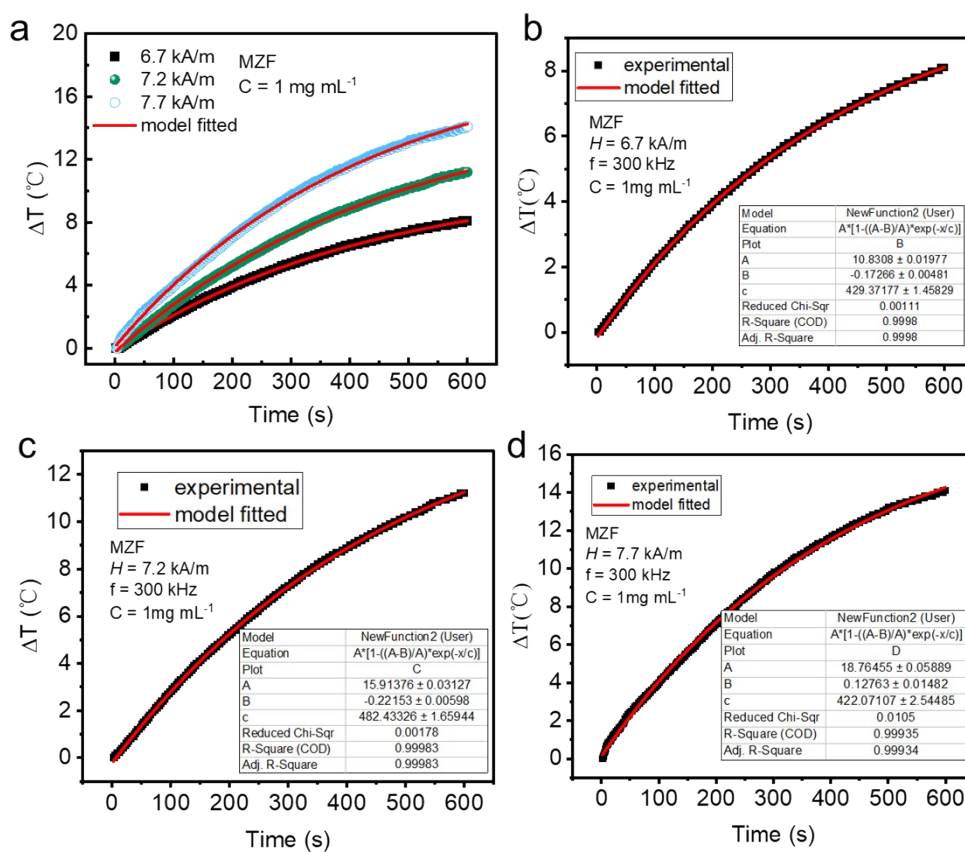 a
20
16
12
8
4
0
ΔT (℃)
6.7 kA/m
7.2 kA/m
7.7 kA/m
model fitted
MZF
C = 1 mg mL-1
0 100 200 300 400 500 600
Time (s)
b
8
6
4
2
0
ΔT(℃)
experimental
model fitted
MZF
H = 6.7 kA/m
f = 300 kHz
C = 1mg mL-1
Model NewFunction2 (User)
Equation A*[1-((A-B)/A)*exp(-x/c)]
Plot B
A 10.8308 ± 0.01977
B -0.17266 ± 0.00481
c 429.37177 ± 1.45829
Reduced Chi-Sqr 0.00111
R-Square (COD) 0.9998
Adj. R-Square 0.9998
0 100 200 300 400 500 600
Time (s)
c
12
10
8
6
4
2
0
ΔT (℃)
experimental
model fitted
MZF
H = 7.2 kA/m
f = 300 kHz
C = 1mg mL-1
Model NewFunction2 (User)
Equation A*[1-((A-B)/A)*exp(-x/c)]
Plot C
A 15.91376 ± 0.03127
B -0.22153 ± 0.00598
c 482.43326 ± 1.65944
Reduced Chi-Sqr 0.00178
R-Square (COD) 0.99983
Adj. R-Square 0.99983
0 100 200 300 400 500 600
Time (s)
d
16
14
12
10
8
6
4
2
0
ΔT(℃)
experimental
model fitted
MZF
H = 7.7 kA/m
f = 300 kHz
C = 1mg mL-1
Model NewFunction2 (User)
Equation A*[1-((A-B)/A)*exp(-x/c)]
Plot D
A 18.76455 ± 0.05889
B 0.12763 ± 0.01482
c 422.07107 ± 2.54485
Reduced Chi-Sqr 0.0105
R-Square (COD) 0.99935
Adj. R-Square 0.99934
0 100 200 300 400 500 600
Time (s)